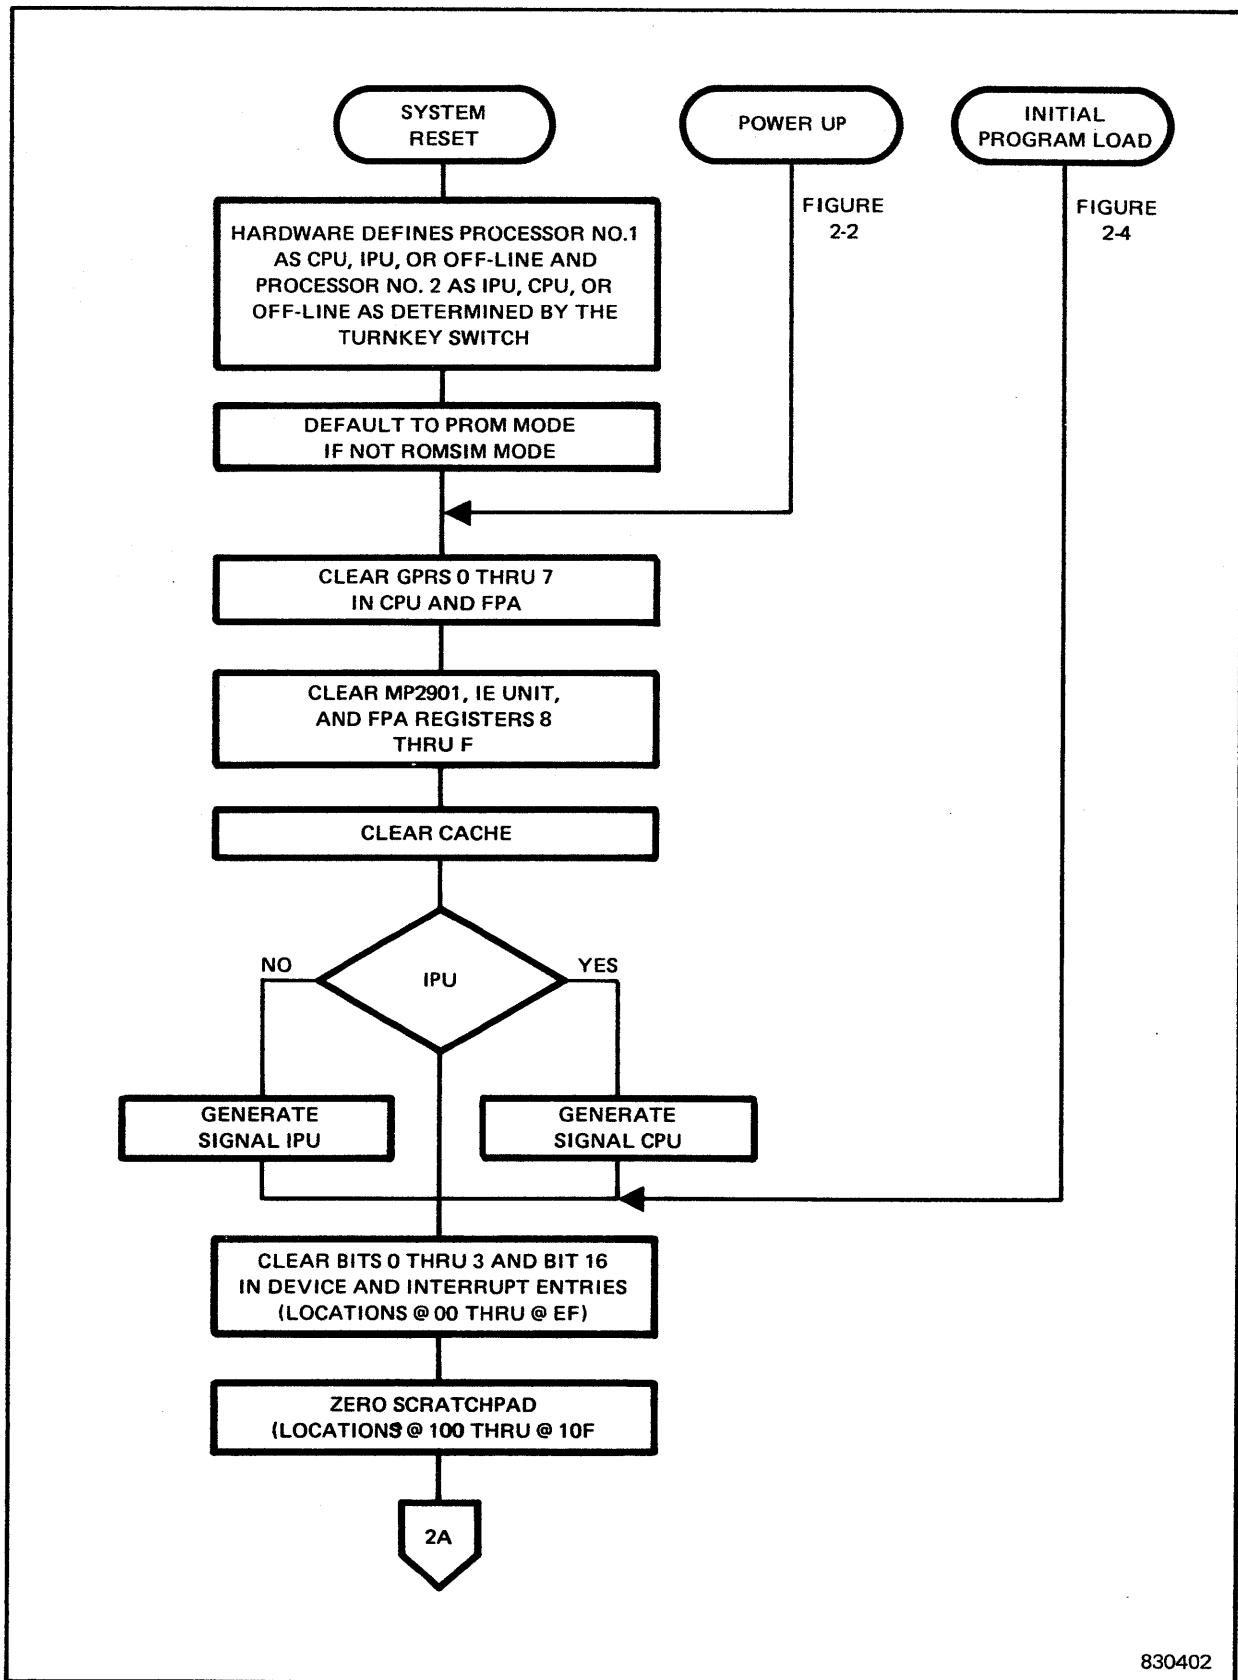 SYSTEM
RESET
POWER UP
INITIAL
PROGRAM LOAD
FIGURE
2-2
FIGURE
2-4
HARDWARE DEFINES PROCESSOR NO.1
AS CPU, IPU, OR OFF-LINE AND
PROCESSOR NO. 2 AS IPU, CPU, OR
OFF-LINE AS DETERMINED BY THE
TURNKEY SWITCH
DEFAULT TO PROM MODE
IF NOT ROMSIM MODE
CLEAR GPRS 0 THRU 7
IN CPU AND FPA
CLEAR MP2901, IE UNIT,
AND FPA REGISTERS 8
THRU F
CLEAR CACHE
NO
IPU
YES
GENERATE
SIGNAL IPU
GENERATE
SIGNAL CPU
CLEAR BITS 0 THRU 3 AND BIT 16
IN DEVICE AND INTERRUPT ENTRIES
(LOCATIONS @ 00 THRU @ EF)
ZERO SCRATCHPAD
(LOCATIONS @ 100 THRU @ 10F
2A
830402